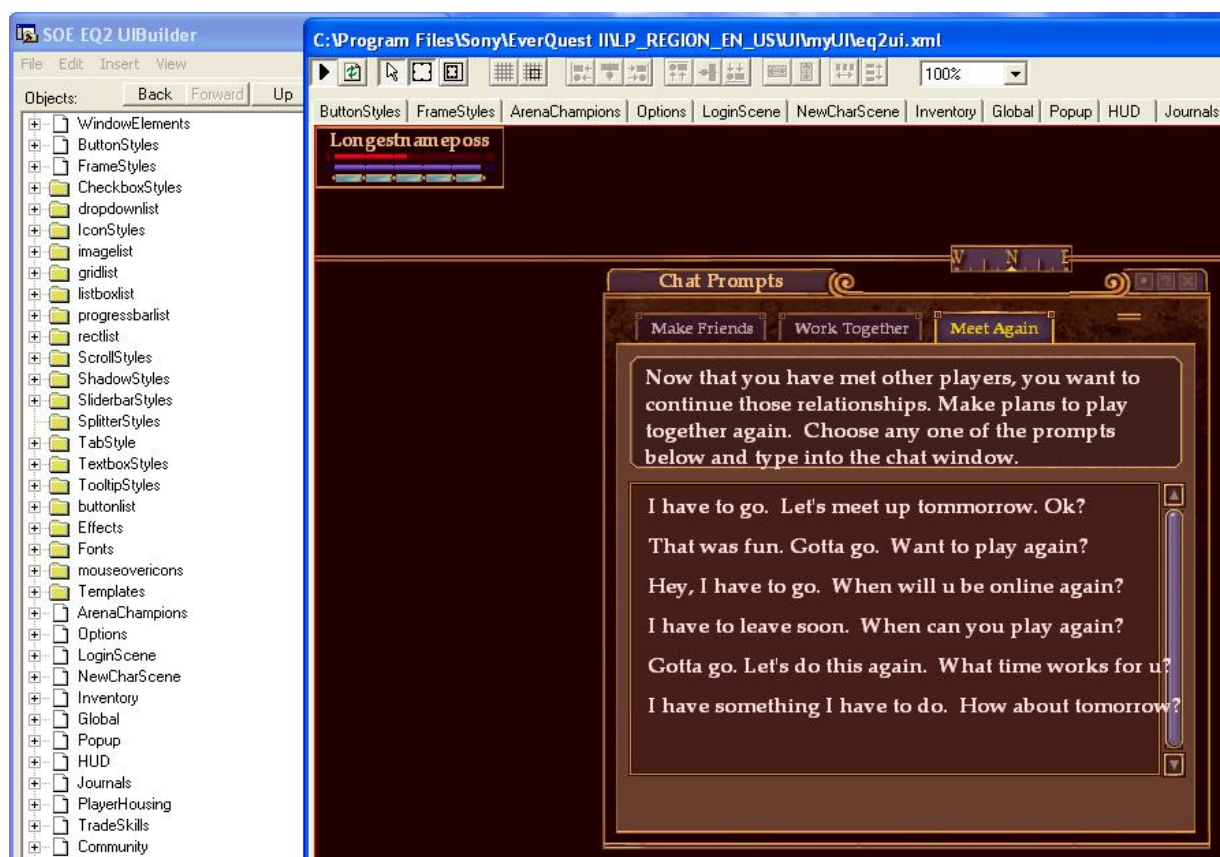 SOE EQ2 UIBuilder
File Edit Insert View
Objects: Back Forward Up
WindowElements
ButtonStyles
FrameStyles
CheckboxStyles
dropdownlist
IconStyles
imagelist
gridlist
listboxlist
progressbarlist
rectlist
ScrollStyles
ShadowStyles
SliderbarStyles
SplitterStyles
TabStyle
TextboxStyles
TooltipStyles
buttonlist
Effects
Fonts
mouseovericons
Templates
ArenaChampions
Options
LoginScene
NewCharScene
Inventory
Global
Popup
HUD
Journals
PlayerHousing
TradeSkills
Community
C:\Program Files\Sony\EverQuest II\LP_REGION_EN_US\UI\myUI\eq2ui.xml
100%
ButtonStyles FrameStyles ArenaChampions Options LoginScene NewCharScene Inventory Global Popup HUD Journals
Longestnameposs
W N E
Chat Prompts
Make Friends Work Together Meet Again
Now that you have met other players, you want to
continue those relationships. Make plans to play
together again. Choose any one of the prompts
below and type into the chat window.
I have to go. Let's meet up tommorrow. Ok?
That was fun. Gotta go. Want to play again?
Hey, I have to go. When will u be online again?
I have to leave soon. When can you play again?
Gotta go. Let's do this again. What time works for u?
I have something I have to do. How about tomorrow?